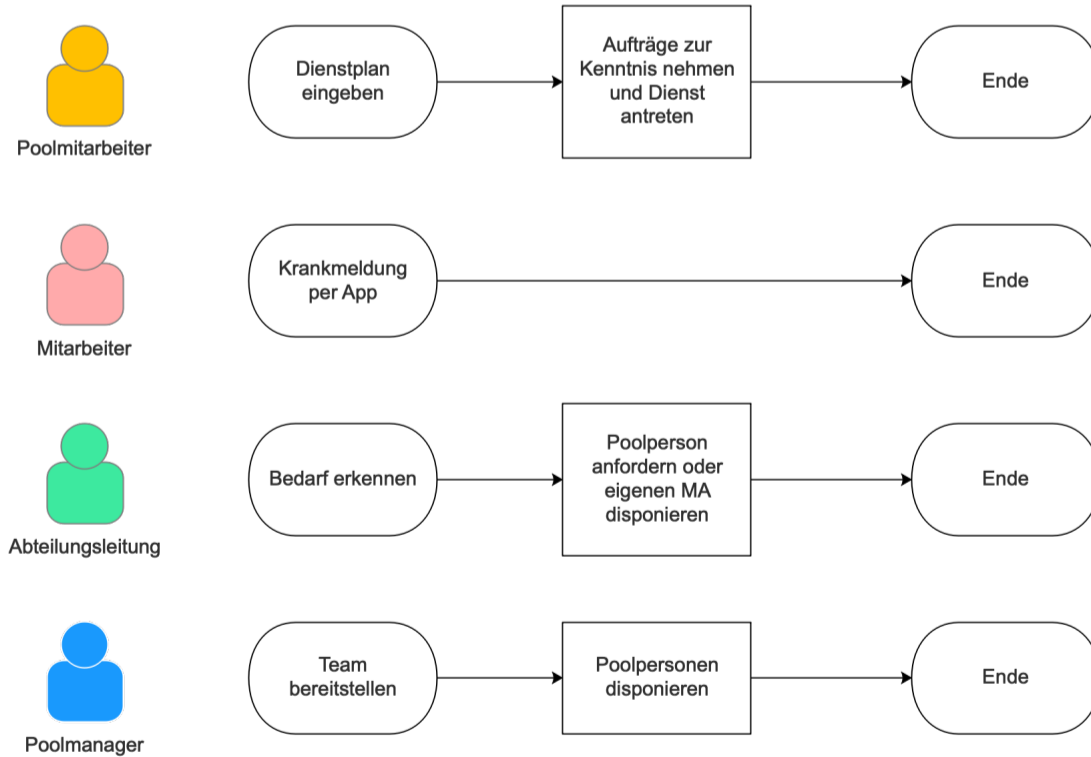 Dienstplan
eingeben
Aufträge zur
Kenntnis nehmen
und Dienst
antreten
Ende
Poolmitarbeiter
Krankmeldung
per App
Ende
Mitarbeiter
Bedarf erkennen
Poolperson
anfordern oder
eigenen MA
disponieren
Ende
Abteilungsleitung
Team
bereitstellen
Poolpersonen
disponieren
Ende
Poolmanager